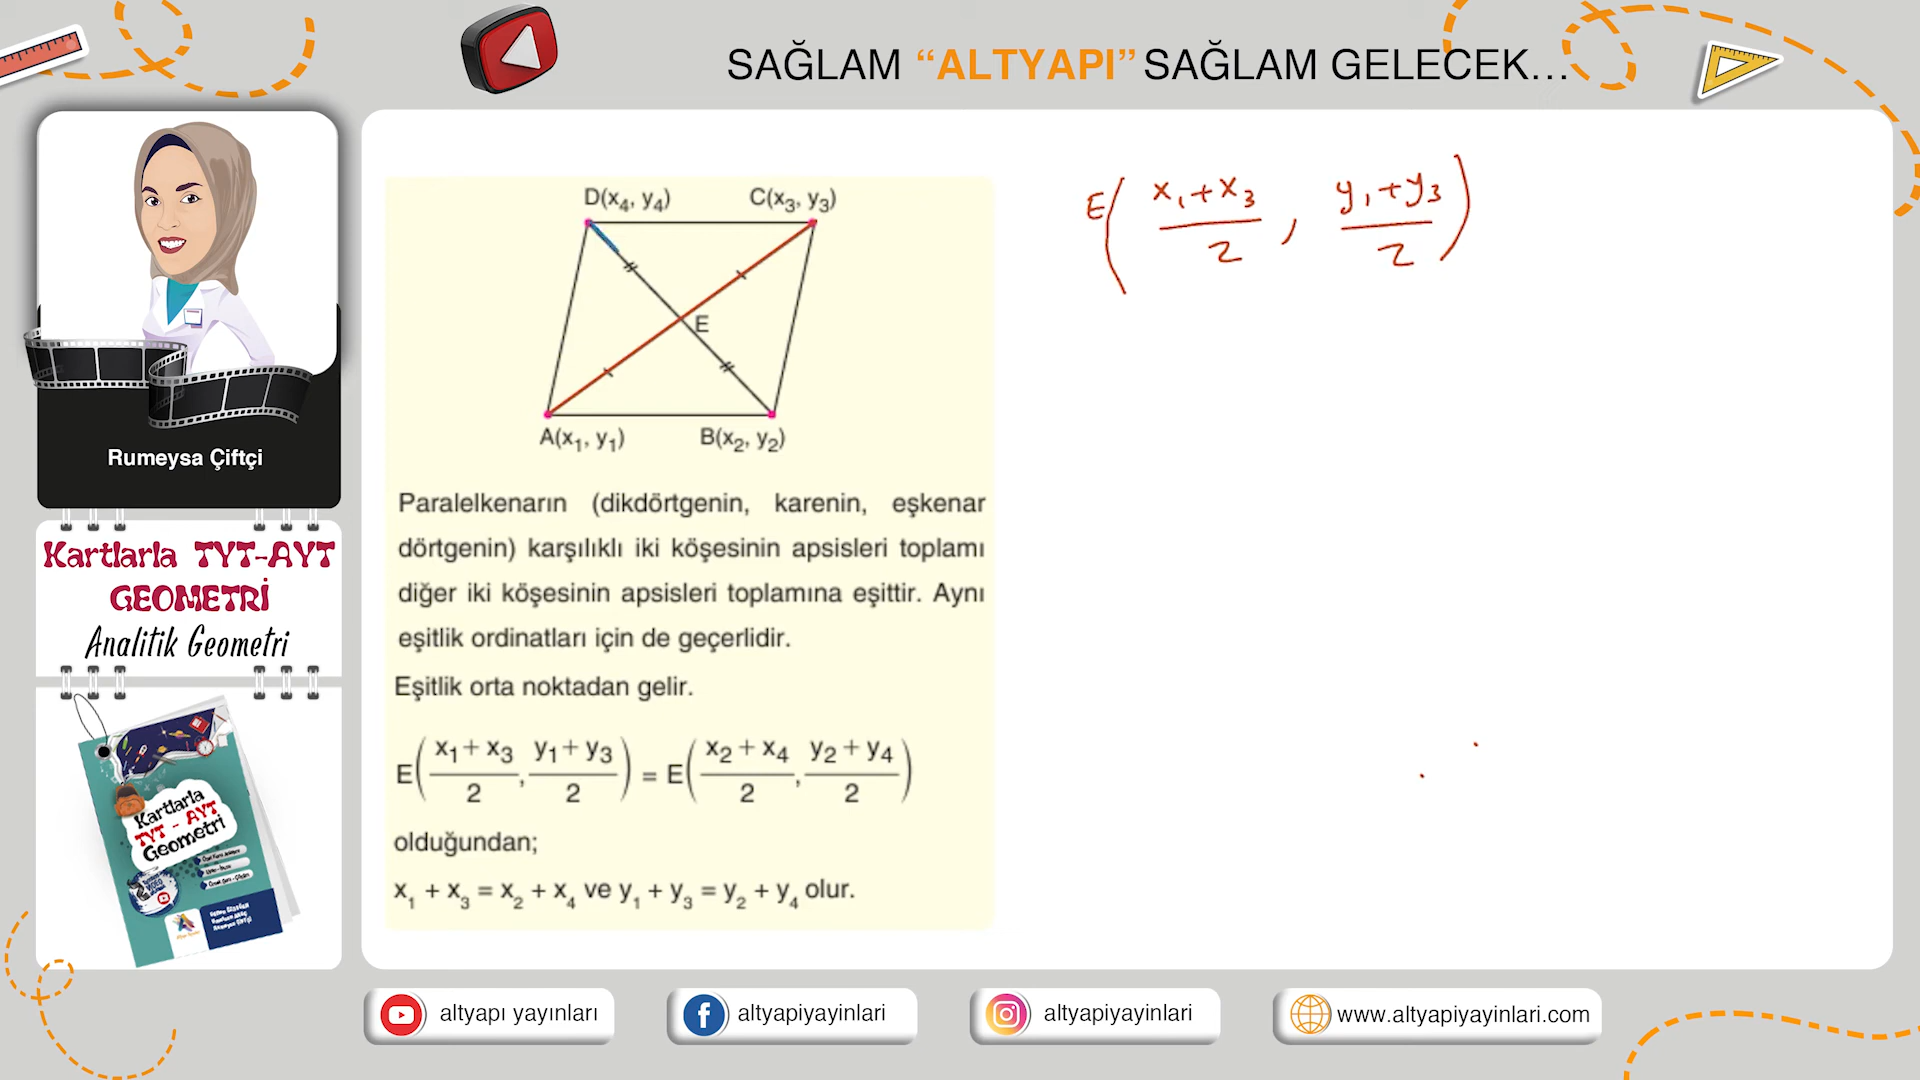 SAĞLAM “ALTYAPI” SAĞLAM GELECEK...
Rumeysa Çiftçi
Kartlarla TYT-AYT
GEOMETRİ
Analitik Geometri
Kartlarla
TYT - AYT
Geometri
D(x₄, y₄) C(x₃, y₃)
E
A(x₁, y₁) B(x₂, y₂)
Paralelkenarın (dikdörtgenin, karenin, eşkenar
dörtgenin) karşılıklı iki köşesinin apsisleri toplamı
diğer iki köşesinin apsisleri toplamına eşittir. Aynı
eşitlik ordinatları için de geçerlidir.
Eşitlik orta noktadan gelir.
E((x₁ + x₃)/2, (y₁ + y₃)/2) = E((x₂ + x₄)/2, (y₂ + y₄)/2)
olduğundan;
x₁ + x₃ = x₂ + x₄ ve y₁ + y₃ = y₂ + y₄ olur.
E((x₁+x₃)/2, (y₁+y₃)/2)
altyapı yayınları
altyapiyayinlari
altyapiyayinlari
www.altyapiyayinlari.com